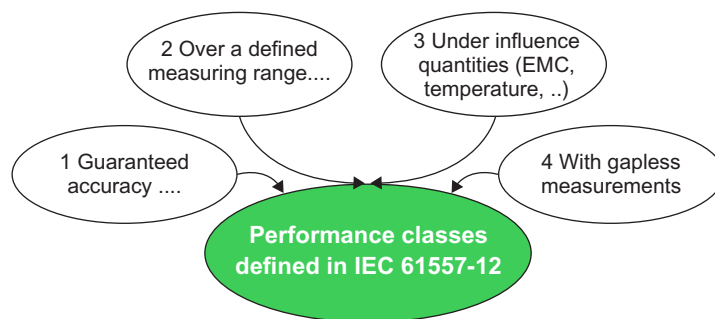 1 Guaranteed
accuracy ....
2 Over a defined
measuring range....
3 Under influence
quantities (EMC,
temperature, ..)
4 With gapless
measurements
Performance classes
defined in IEC 61557-12